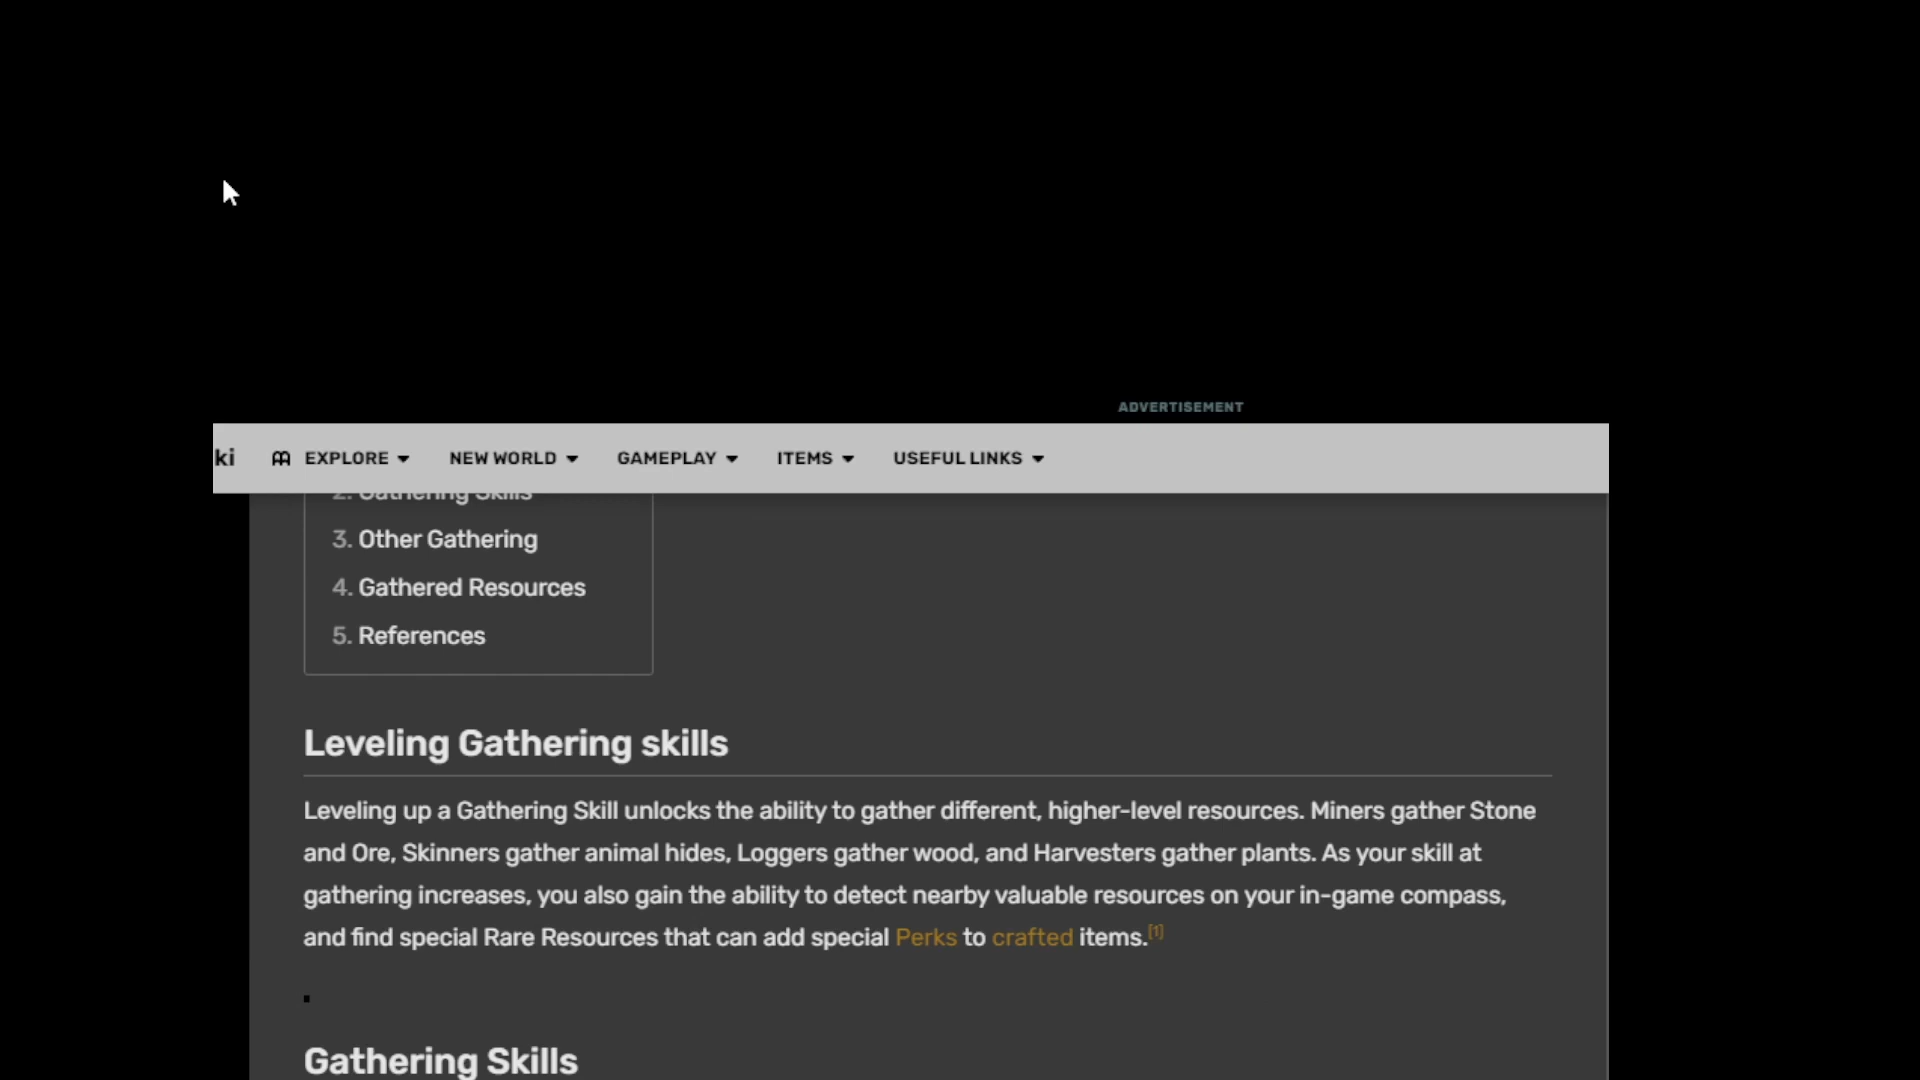 ADVERTISEMENT
ki EXPLORE NEW WORLD GAMEPLAY ITEMS USEFUL LINKS
2. Gathering Skills
3. Other Gathering
4. Gathered Resources
5. References
Leveling Gathering skills
Leveling up a Gathering Skill unlocks the ability to gather different, higher-level resources. Miners gather Stone
and Ore, Skinners gather animal hides, Loggers gather wood, and Harvesters gather plants. As your skill at
gathering increases, you also gain the ability to detect nearby valuable resources on your in-game compass,
and find special Rare Resources that can add special Perks to crafted items.[1]
Gathering Skills